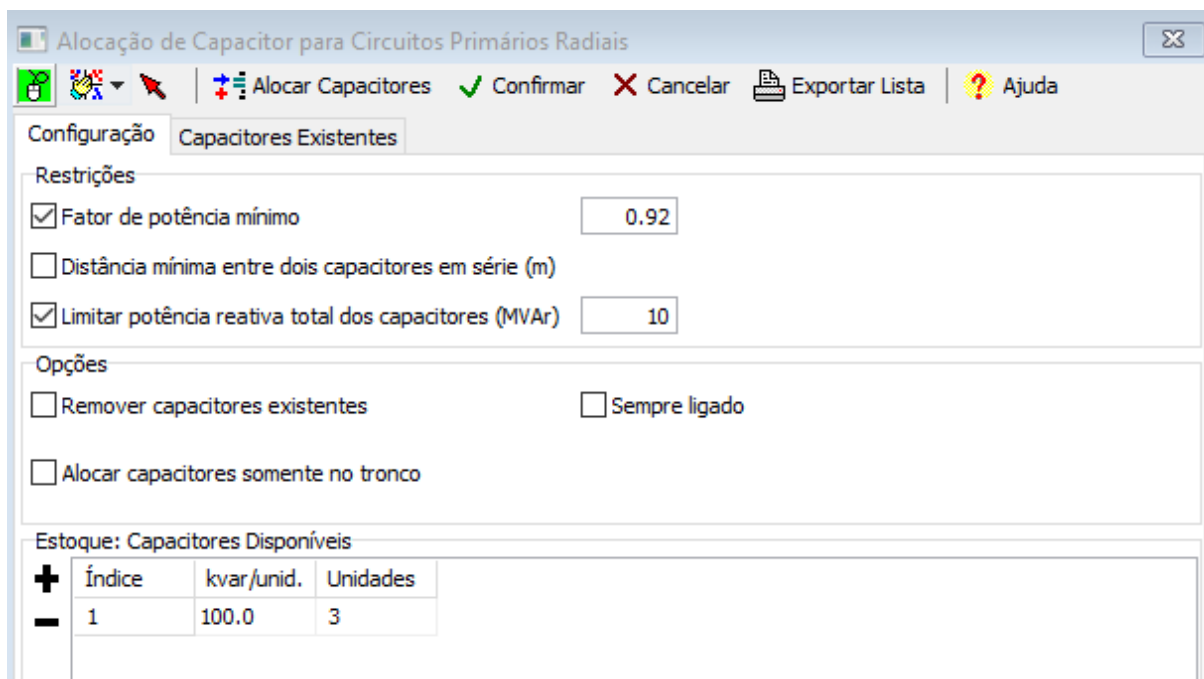 Alocação de Capacitor para Circuitos Primários Radiais
Alocar Capacitores Confirmar Cancelar Exportar Lista Ajuda
Configuração Capacitores Existentes
Restrições
Fator de potência mínimo 0.92
Distância mínima entre dois capacitores em série (m)
Limitar potência reativa total dos capacitores (MVAr) 10
Opções
Remover capacitores existentes Sempre ligado
Alocar capacitores somente no tronco
Estoque: Capacitores Disponíveis
Índice kvar/unid. Unidades
1 100.0 3